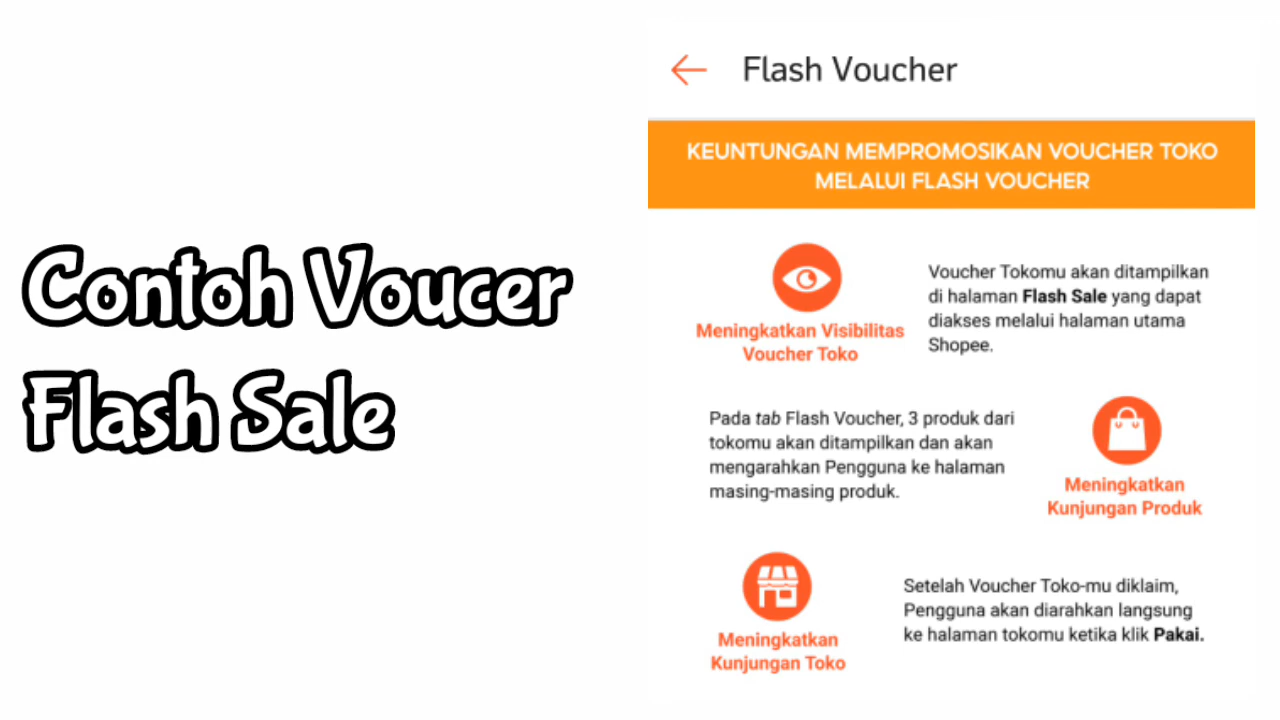 Contoh Voucer
Flash Sale
Flash Voucher
KEUNTUNGAN MEMPROMOSIKAN VOUCHER TOKO
MELALUI FLASH VOUCHER
Meningkatkan Visibilitas
Voucher Toko
Voucher Tokomu akan ditampilkan
di halaman Flash Sale yang dapat
diakses melalui halaman utama
Shopee.
Pada tab Flash Voucher, 3 produk dari
tokomu akan ditampilkan dan akan
mengarahkan Pengguna ke halaman
masing-masing produk.
Meningkatkan
Kunjungan Produk
Meningkatkan
Kunjungan Toko
Setelah Voucher Toko-mu diklaim,
Pengguna akan diarahkan langsung
ke halaman tokomu ketika klik Pakai.